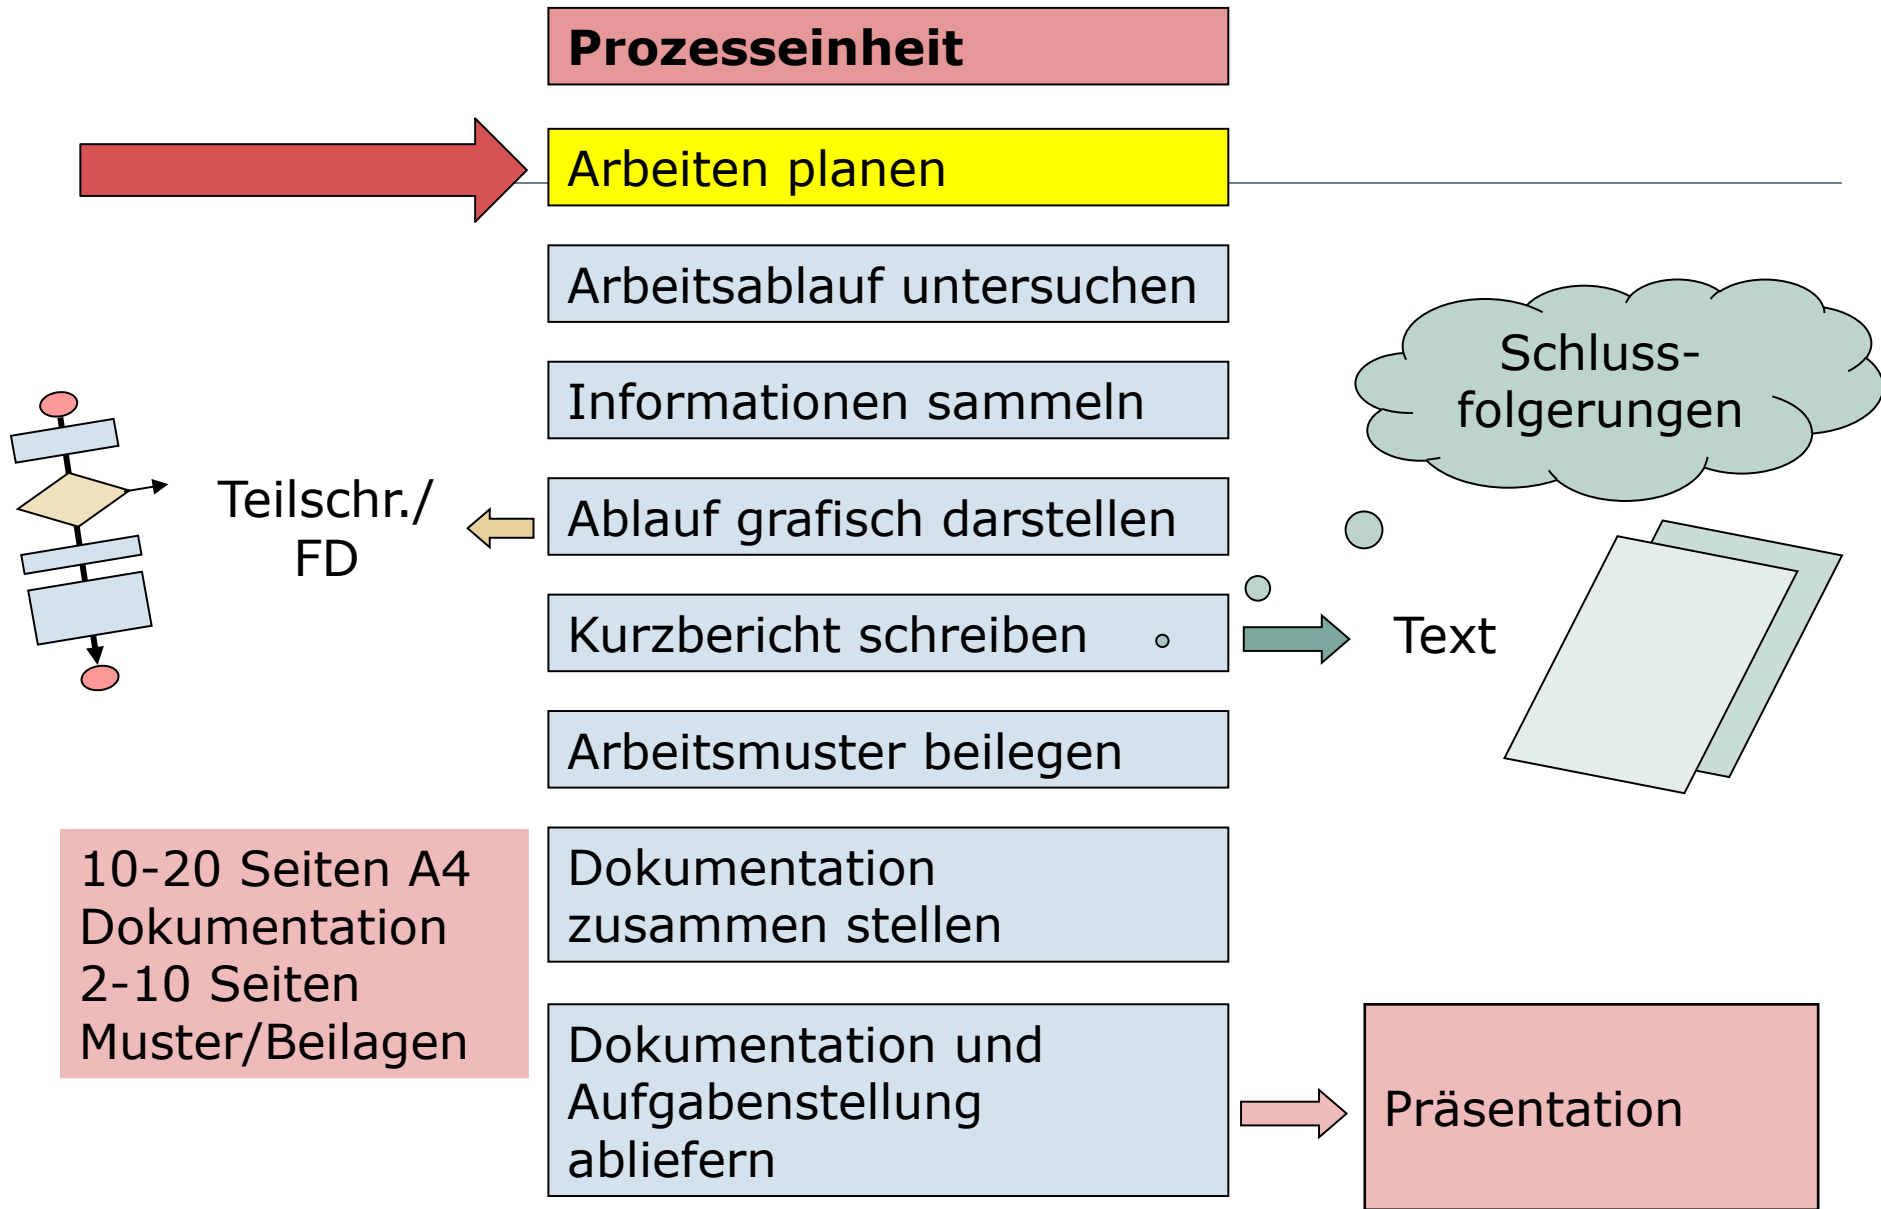 Prozesseinheit
Arbeiten planen
Arbeitsablauf untersuchen
Informationen sammeln
Schluss-
folgerungen
Teilschr./
FD
Ablauf grafisch darstellen
Kurzbericht schreiben
Text
Arbeitsmuster beilegen
10-20 Seiten A4
Dokumentation
2-10 Seiten
Muster/Beilagen
Dokumentation
zusammen stellen
Dokumentation und
Aufgabenstellung
abliefern
Präsentation